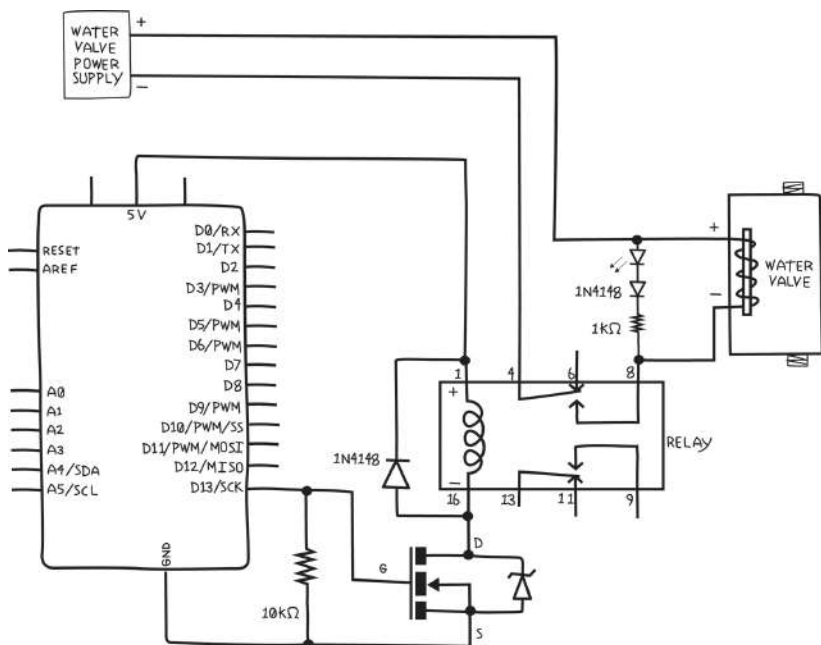 WATER
VALVE
POWER
SUPPLY
+
−
5V
RESET
AREF
D0/RX
D1/TX
D2
D3/PWM
D4
D5/PWM
D6/PWM
D7
D8
D9/PWM
D10/PWM/SS
D11/PWM/MOSI
D12/MISO
D13/SCK
A0
A1
A2
A3
A4/SDA
A5/SCL
GND
10kΩ
1N4148
1 4 6 8
+
−
16 13 11 9
RELAY
G
D
S
1N4148
1kΩ
+
−
WATER
VALVE